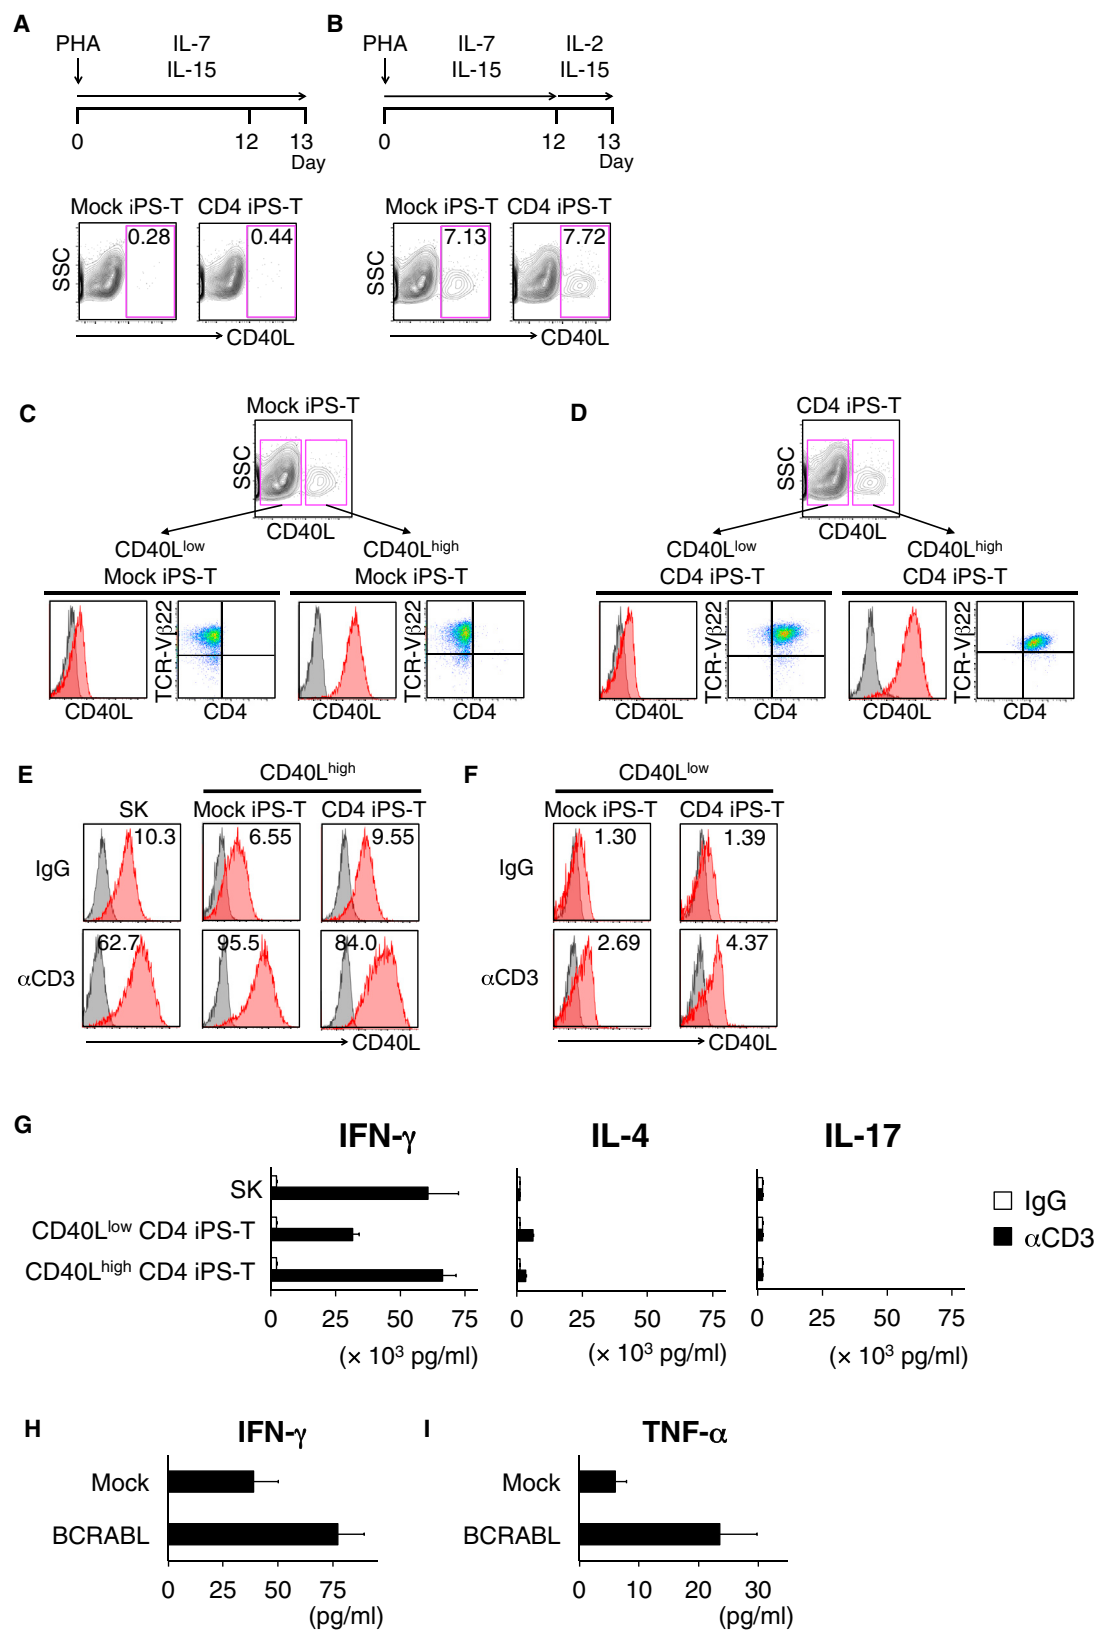 A
PHA
IL-7
IL-15
0
12
13
Day
Mock iPS-T
CD4 iPS-T
0.28
0.44
SSC
CD40L
B
PHA
IL-7
IL-15
IL-2
IL-15
0
12
13
Day
Mock iPS-T
CD4 iPS-T
7.13
7.72
SSC
CD40L
C
Mock iPS-T
SSC
CD40L
CD40Llow
Mock iPS-T
CD40Lhigh
Mock iPS-T
CD40L
TCR-Vβ22
CD4
CD40L
TCR-Vβ22
CD4
D
CD4 iPS-T
SSC
CD40L
CD40Llow
CD4 iPS-T
CD40Lhigh
CD4 iPS-T
CD40L
TCR-Vβ22
CD4
CD40L
TCR-Vβ22
CD4
E
CD40Lhigh
SK
Mock iPS-T
CD4 iPS-T
IgG
10.3
6.55
9.55
αCD3
62.7
95.5
84.0
CD40L
F
CD40Llow
Mock iPS-T
CD4 iPS-T
IgG
1.30
1.39
αCD3
2.69
4.37
CD40L
G
IFN-γ
IL-4
IL-17
SK
CD40Llow CD4 iPS-T
CD40Lhigh CD4 iPS-T
IgG
αCD3
0 25 50 75
(× 10³ pg/ml)
0 25 50 75
(× 10³ pg/ml)
0 25 50 75
(× 10³ pg/ml)
H
IFN-γ
Mock
BCRABL
0 25 50 75
(pg/ml)
I
TNF-α
Mock
BCRABL
0 10 20 30
(pg/ml)